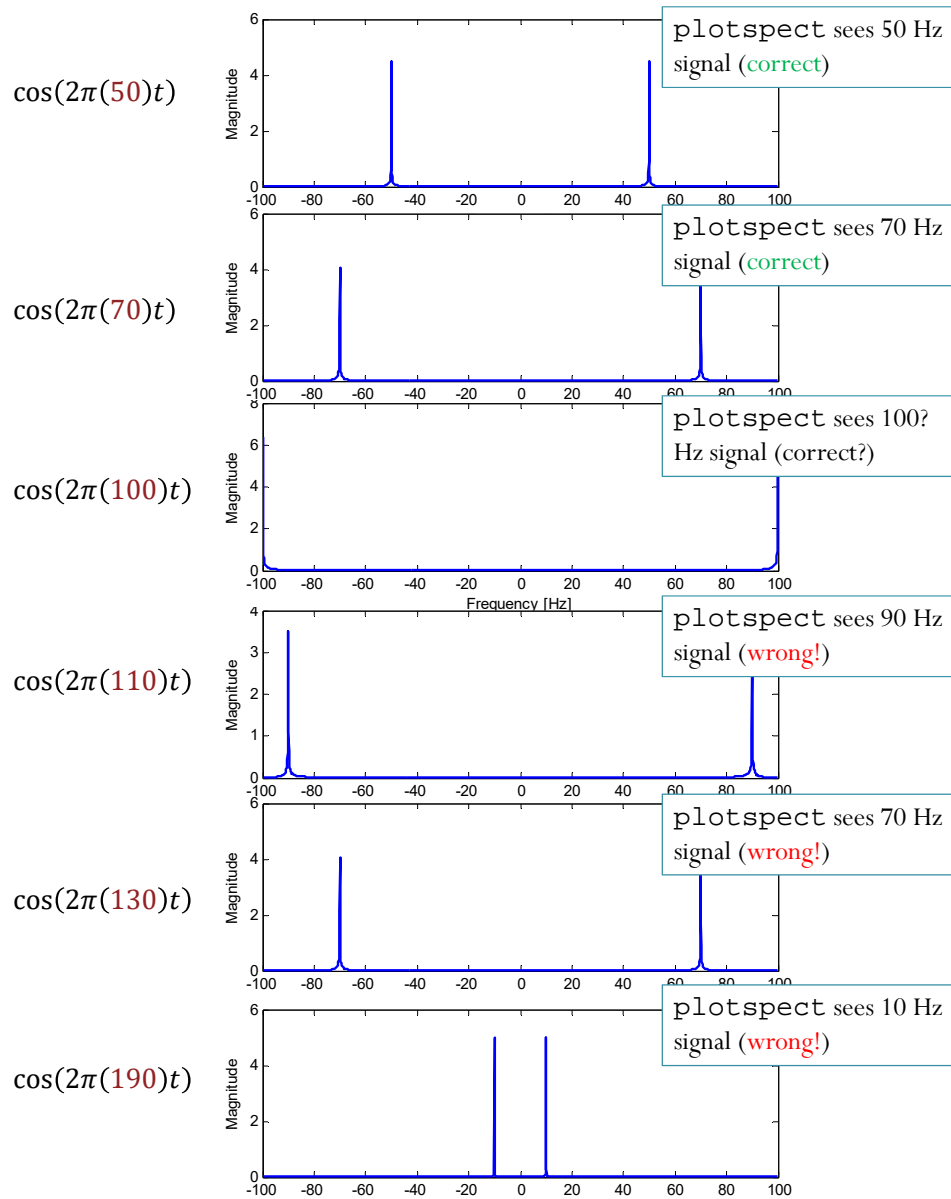 plotspect sees 50 Hz
signal (correct)
cos(2π(50)t)
Magnitude
6
4
2
0
-100 -80 -60 -40 -20 0 20 40 60 80 100
plotspect sees 70 Hz
signal (correct)
cos(2π(70)t)
Magnitude
6
4
2
0
-100 -80 -60 -40 -20 0 20 40 60 80 100
plotspect sees 100?
Hz signal (correct?)
cos(2π(100)t)
Magnitude
8
6
4
2
0
-100 -80 -60 -40 -20 0 20 40 60 80 100
Frequency [Hz]
plotspect sees 90 Hz
signal (wrong!)
cos(2π(110)t)
Magnitude
4
3
2
1
0
-100 -80 -60 -40 -20 0 20 40 60 80 100
plotspect sees 70 Hz
signal (wrong!)
cos(2π(130)t)
Magnitude
6
4
2
0
-100 -80 -60 -40 -20 0 20 40 60 80 100
plotspect sees 10 Hz
signal (wrong!)
cos(2π(190)t)
Magnitude
6
4
2
0
-100 -80 -60 -40 -20 0 20 40 60 80 100